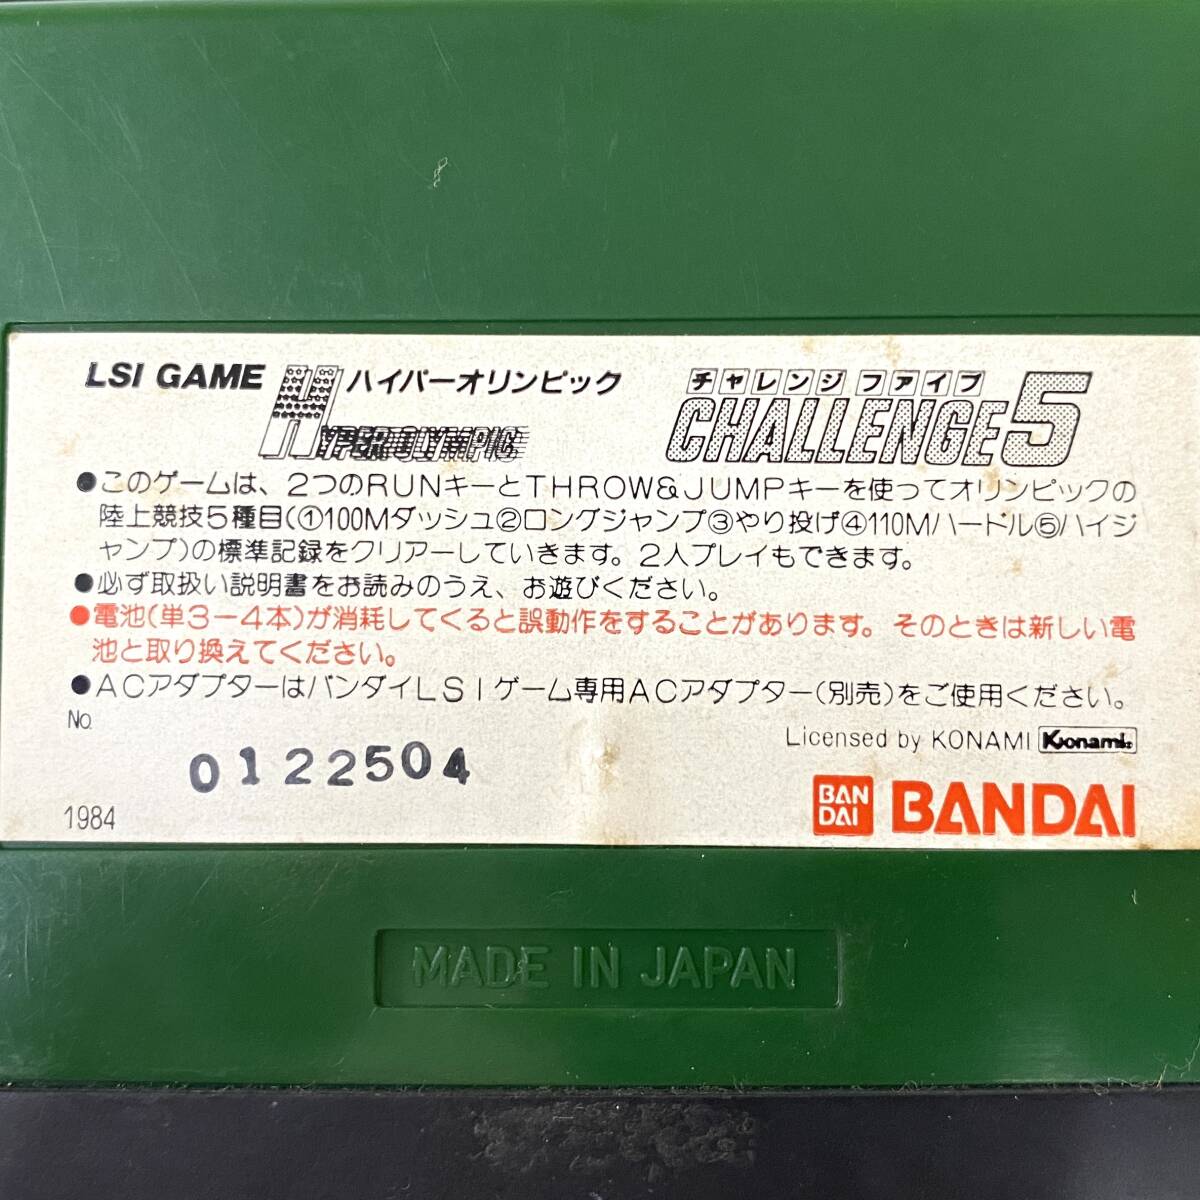 LSI GAME HYPER OLYMPIC ハイパーオリンピック チャレンジファイブ CHALLENGE 5
●このゲームは、2つのRUNキーとTHROW&JUMPキーを使ってオリンピックの
陸上競技5種目(①100Mダッシュ②ロングジャンプ③やり投げ④110Mハードル⑤ハイジ
ャンプ)の標準記録をクリアーしていきます。2人プレイもできます。
●必ず取扱い説明書をお読みのうえ、お遊びください。
●電池(単3−4本)が消耗してくると誤動作をすることがあります。そのときは新しい電
池と取り換えてください。
●ACアダプターはバンダイLSIゲーム専用ACアダプター(別売)をご使用ください。
No.
0122504
Licensed by KONAMI Konami
1984
BAN
DAI
BANDAI
MADE IN JAPAN